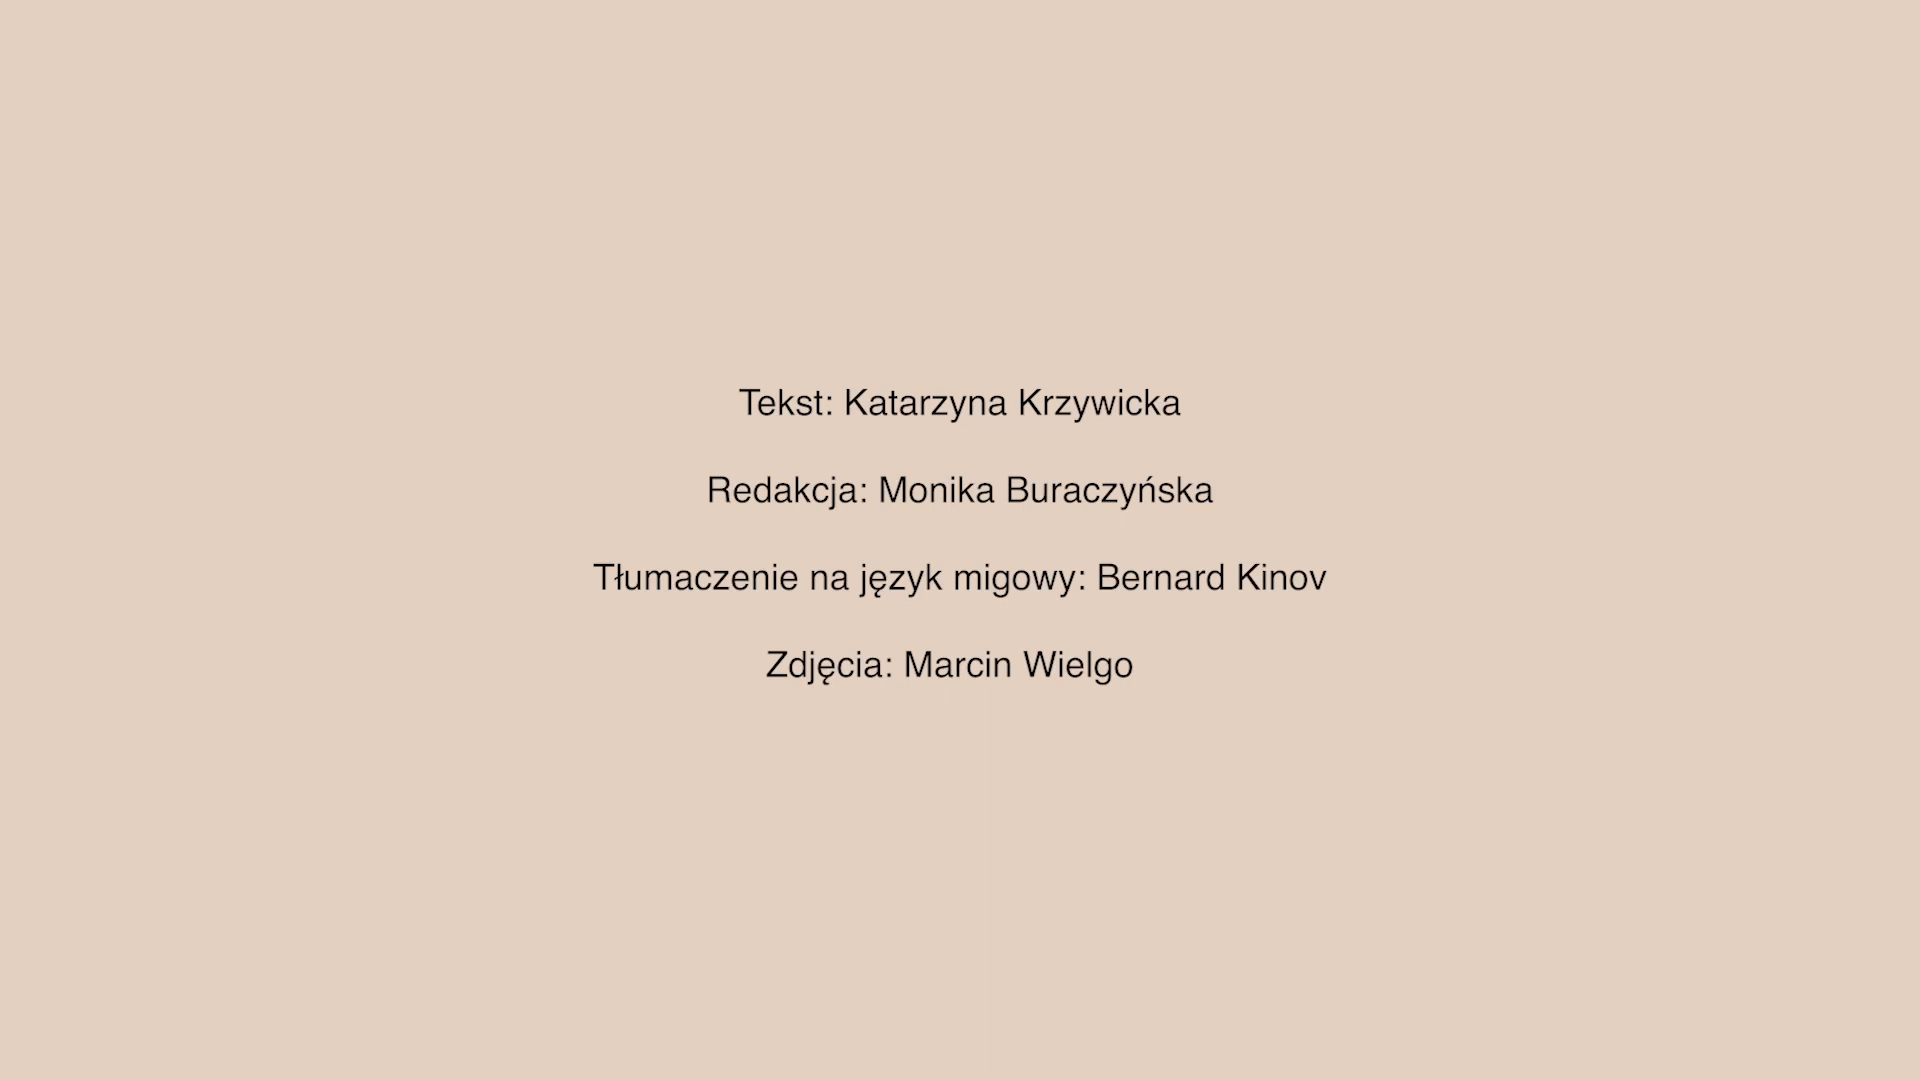 Tekst: Katarzyna Krzywicka
Redakcja: Monika Buraczyńska
Tłumaczenie na język migowy: Bernard Kinov
Zdjęcia: Marcin Wielgo